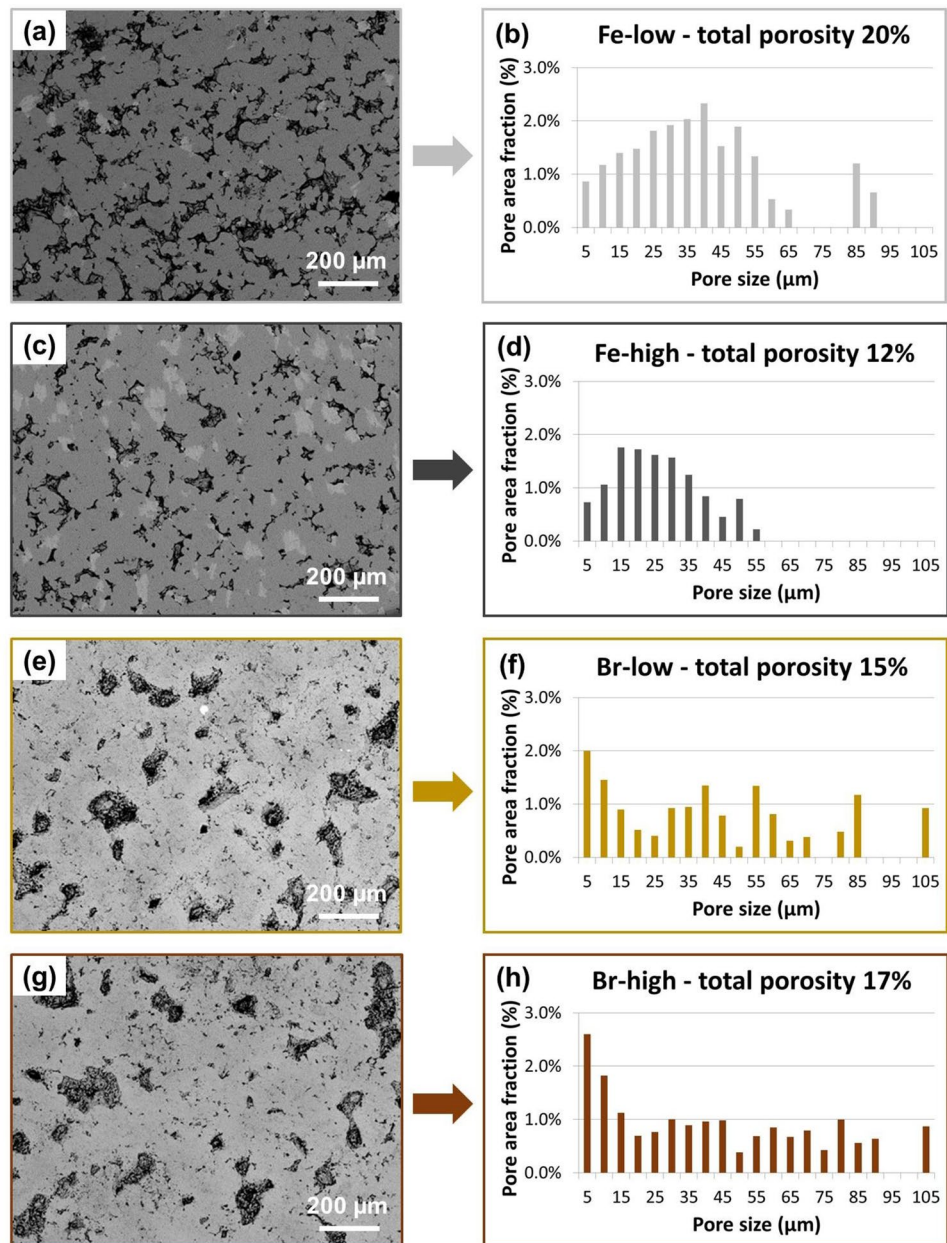 (a)
200 µm
(b)
Fe-low - total porosity 20%
Pore area fraction (%)
3.0%
2.0%
1.0%
0.0%
5 15 25 35 45 55 65 75 85 95 105
Pore size (µm)
(c)
200 µm
(d)
Fe-high - total porosity 12%
Pore area fraction (%)
3.0%
2.0%
1.0%
0.0%
5 15 25 35 45 55 65 75 85 95 105
Pore size (µm)
(e)
200 µm
(f)
Br-low - total porosity 15%
Pore area fraction (%)
3.0%
2.0%
1.0%
0.0%
5 15 25 35 45 55 65 75 85 95 105
Pore size (µm)
(g)
200 µm
(h)
Br-high - total porosity 17%
Pore area fraction (%)
3.0%
2.0%
1.0%
0.0%
5 15 25 35 45 55 65 75 85 95 105
Pore size (µm)